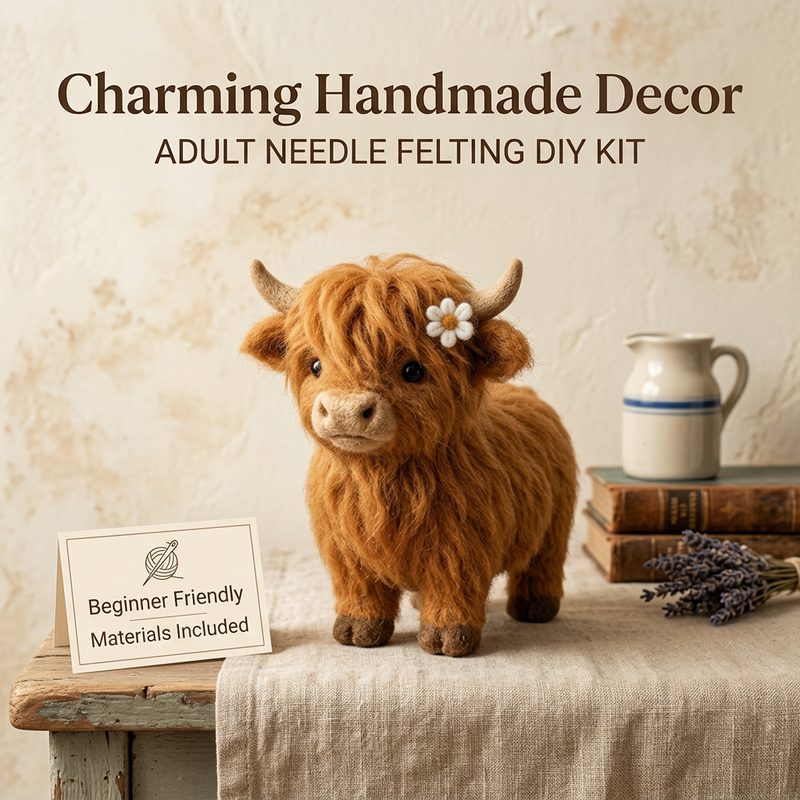 Charming Handmade Decor
ADULT NEEDLE FELTING DIY KIT
Beginner Friendly
Materials Included